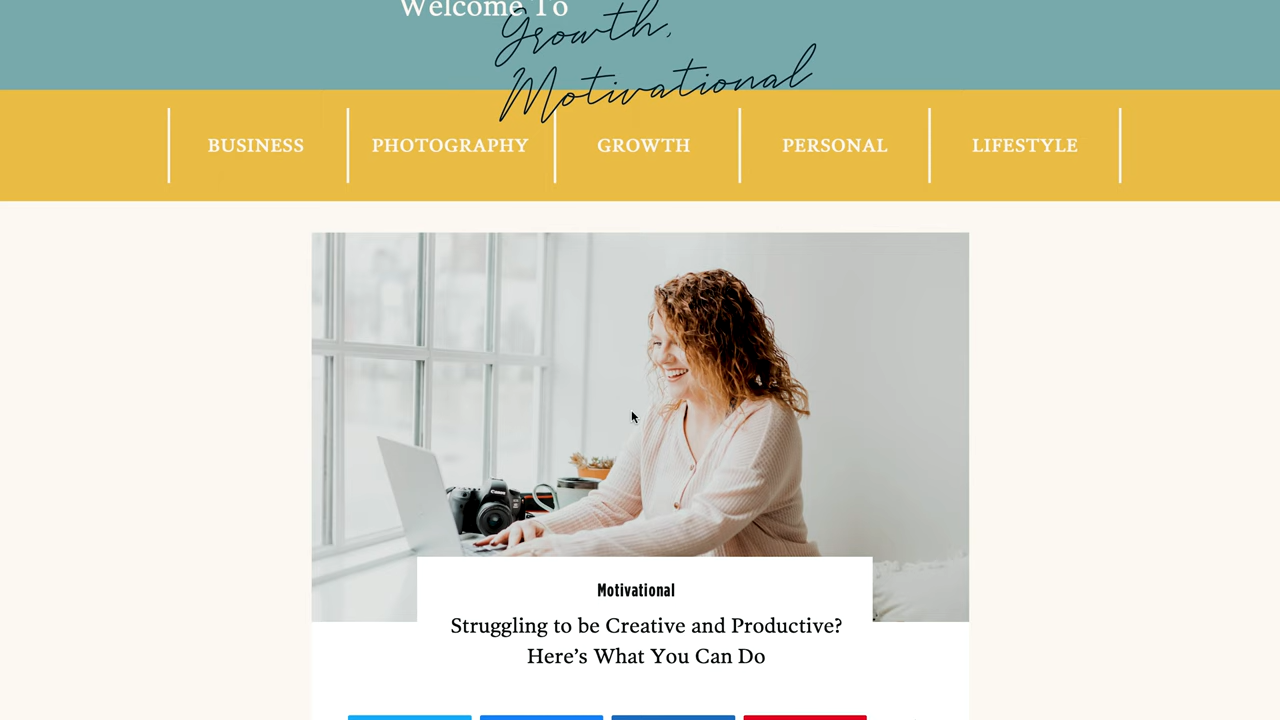 Welcome To
Growth,
Motivational
BUSINESS
PHOTOGRAPHY
GROWTH
PERSONAL
LIFESTYLE
Canon
Motivational
Struggling to be Creative and Productive?
Here’s What You Can Do